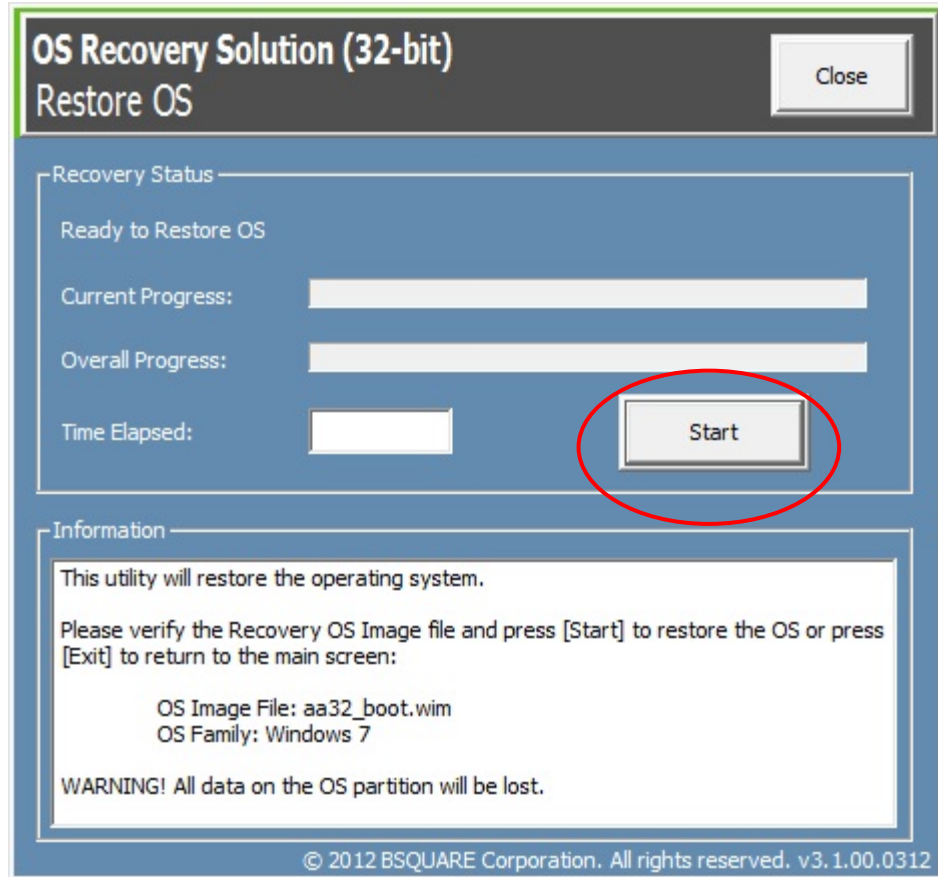 OS Recovery Solution (32-bit)
Restore OS
Close
Recovery Status
Ready to Restore OS
Current Progress:
Overall Progress:
Time Elapsed:
Start
Information
This utility will restore the operating system.
Please verify the Recovery OS Image file and press [Start] to restore the OS or press
[Exit] to return to the main screen:
OS Image File: aa32_boot.wim
OS Family: Windows 7
WARNING! All data on the OS partition will be lost.
© 2012 BSQUARE Corporation. All rights reserved. v3.1.00.0312